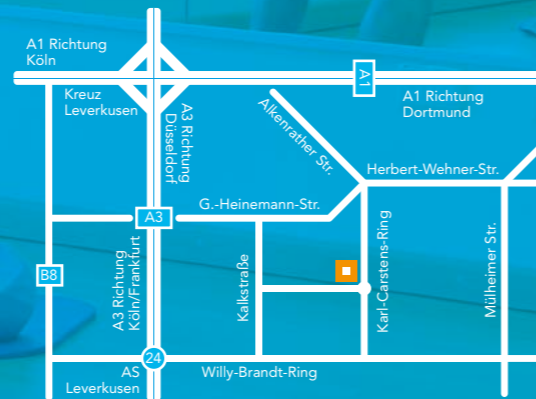 A1 Richtung
Köln
Kreuz
Leverkusen
A3 Richtung
Düsseldorf
A1
A1 Richtung
Dortmund
Alkenrather Str.
Herbert-Wehner-Str.
G.-Heinemann-Str.
A3
A3 Richtung
Köln/Frankfurt
B8
Kalkstraße
Karl-Carstens-Ring
Mülheimer Str.
24
AS
Leverkusen
Willy-Brandt-Ring